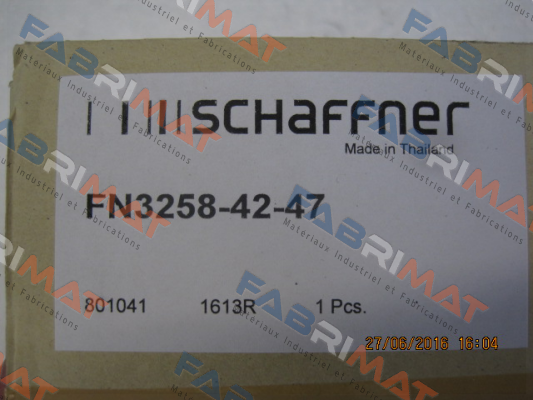 SCHAFFNER
Made in Thailand
FN3258-42-47
801041 1613R 1 Pcs.
27/06/2016 16:04
FABRIMAT
Materiaux Industriel et Fabrications